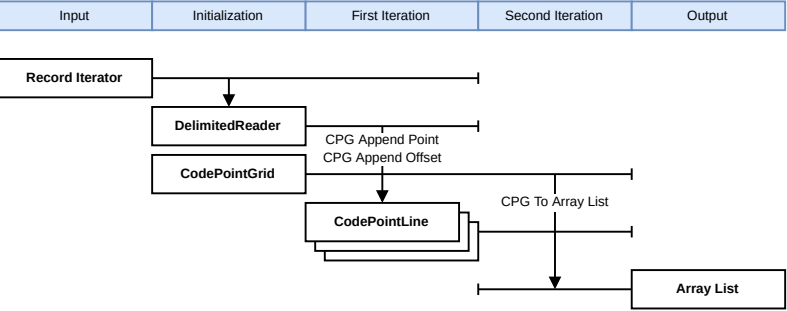 Input
Initialization
First Iteration
Second Iteration
Output
Record Iterator
DelimitedReader
CPG Append Point
CPG Append Offset
CodePointGrid
CPG To Array List
CodePointLine
Array List